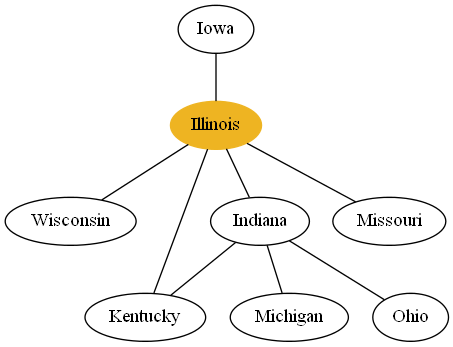 Iowa
Illinois
Wisconsin
Indiana
Missouri
Kentucky
Michigan
Ohio